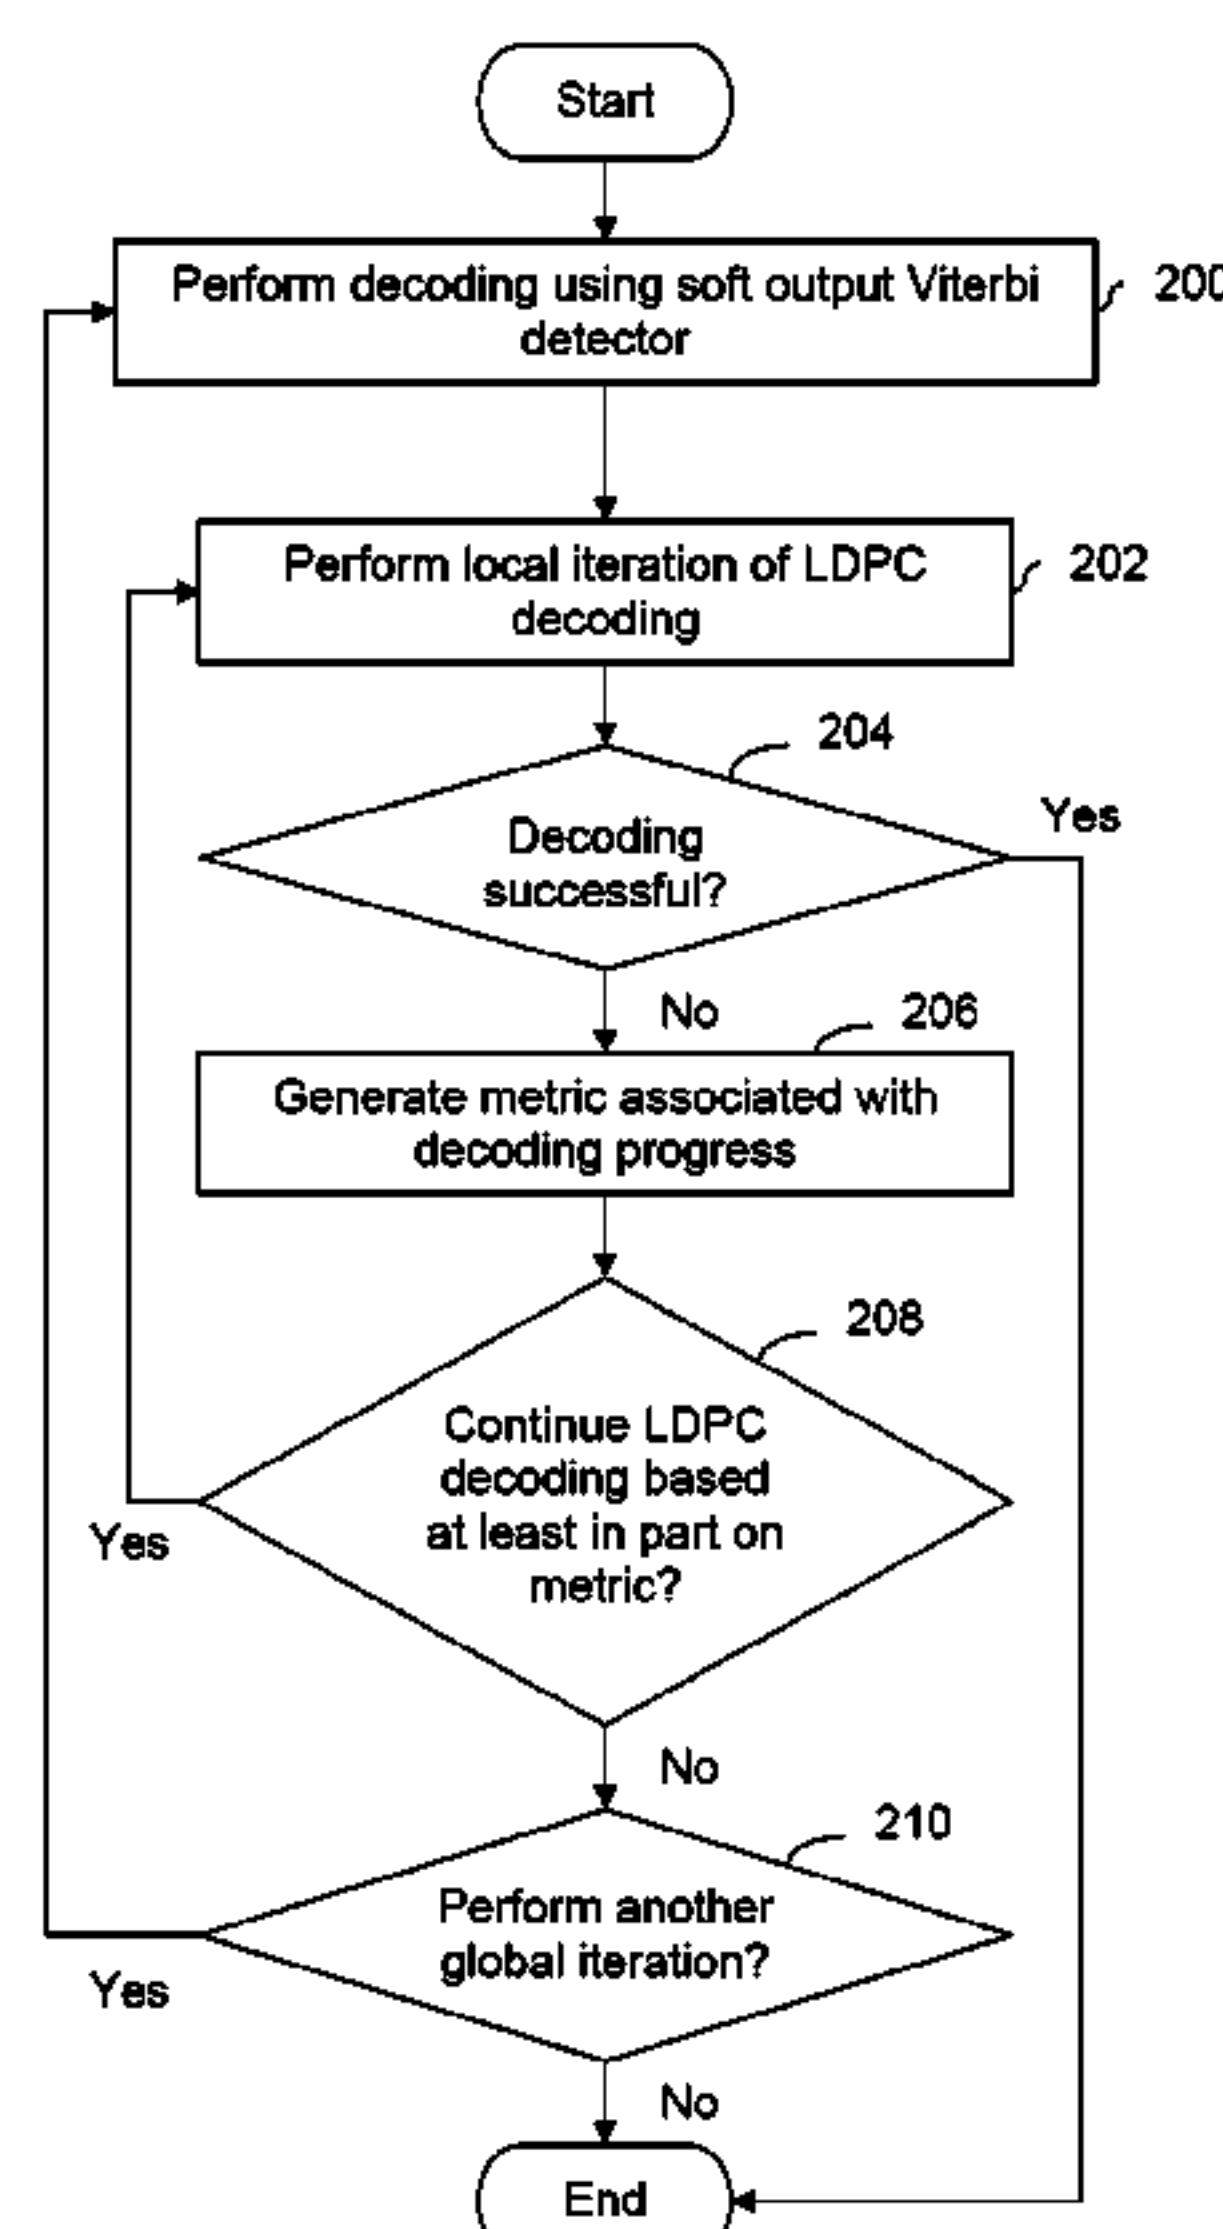 Start
Perform decoding using soft output Viterbi
detector
200
Perform local iteration of LDPC
decoding
202
204
Decoding
successful?
Yes
No
206
Generate metric associated with
decoding progress
208
Continue LDPC
decoding based
at least in part on
metric?
Yes
No
210
Perform another
global iteration?
Yes
No
End